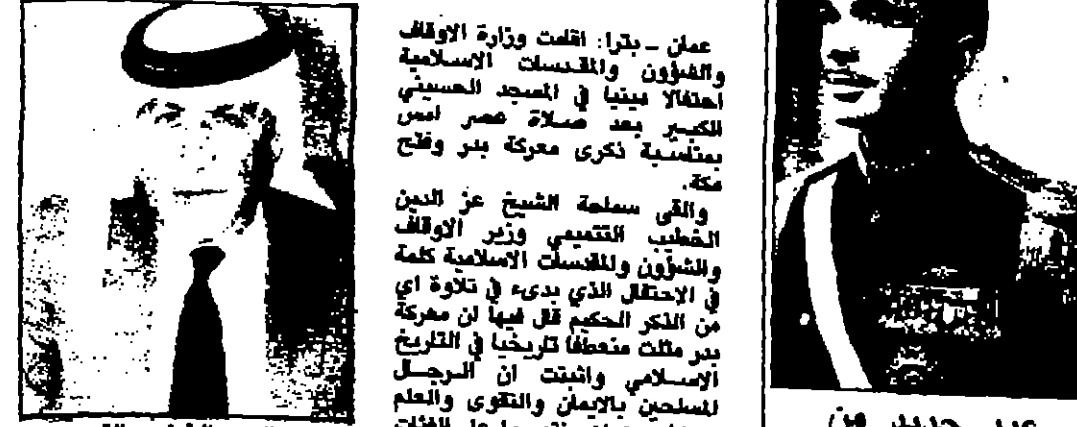 عمان ـ بترا: اقامت وزارة الاوقاف
والشؤون والمقدسات الاسلامية
احتفالا دينيا في المسجد الحسيني
الكبير بعد صلاة عصر امس
بمناسبة ذكرى معركة بدر وفتح
مكة.
والقى سماحة الشيخ عز الدين
الخطيب التميمي وزير الاوقاف
والشؤون والمقدسات الاسلامية كلمة
في الاحتفال الذي بدىء في تلاوة اي
من الذكر الحكيم قال فيها ان معركة
بدر مثلت منعطفا تاريخيا في التاريخ
الاسلامي واثبتت ان الرجال
المسلحين بالايمان والتقوى والعلم
عدد جديد من